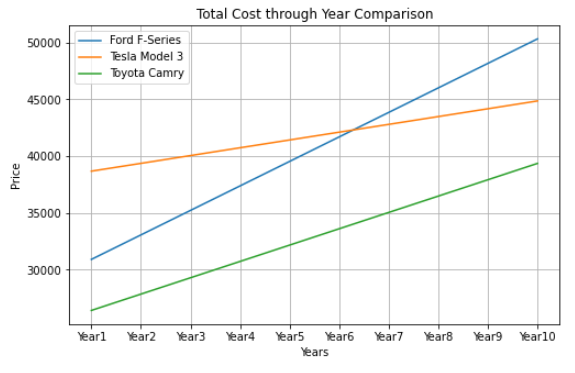 Total Cost through Year Comparison
Ford F-Series
Tesla Model 3
Toyota Camry
50000
45000
40000
35000
30000
Price
Year1 Year2 Year3 Year4 Year5 Year6 Year7 Year8 Year9 Year10
Years